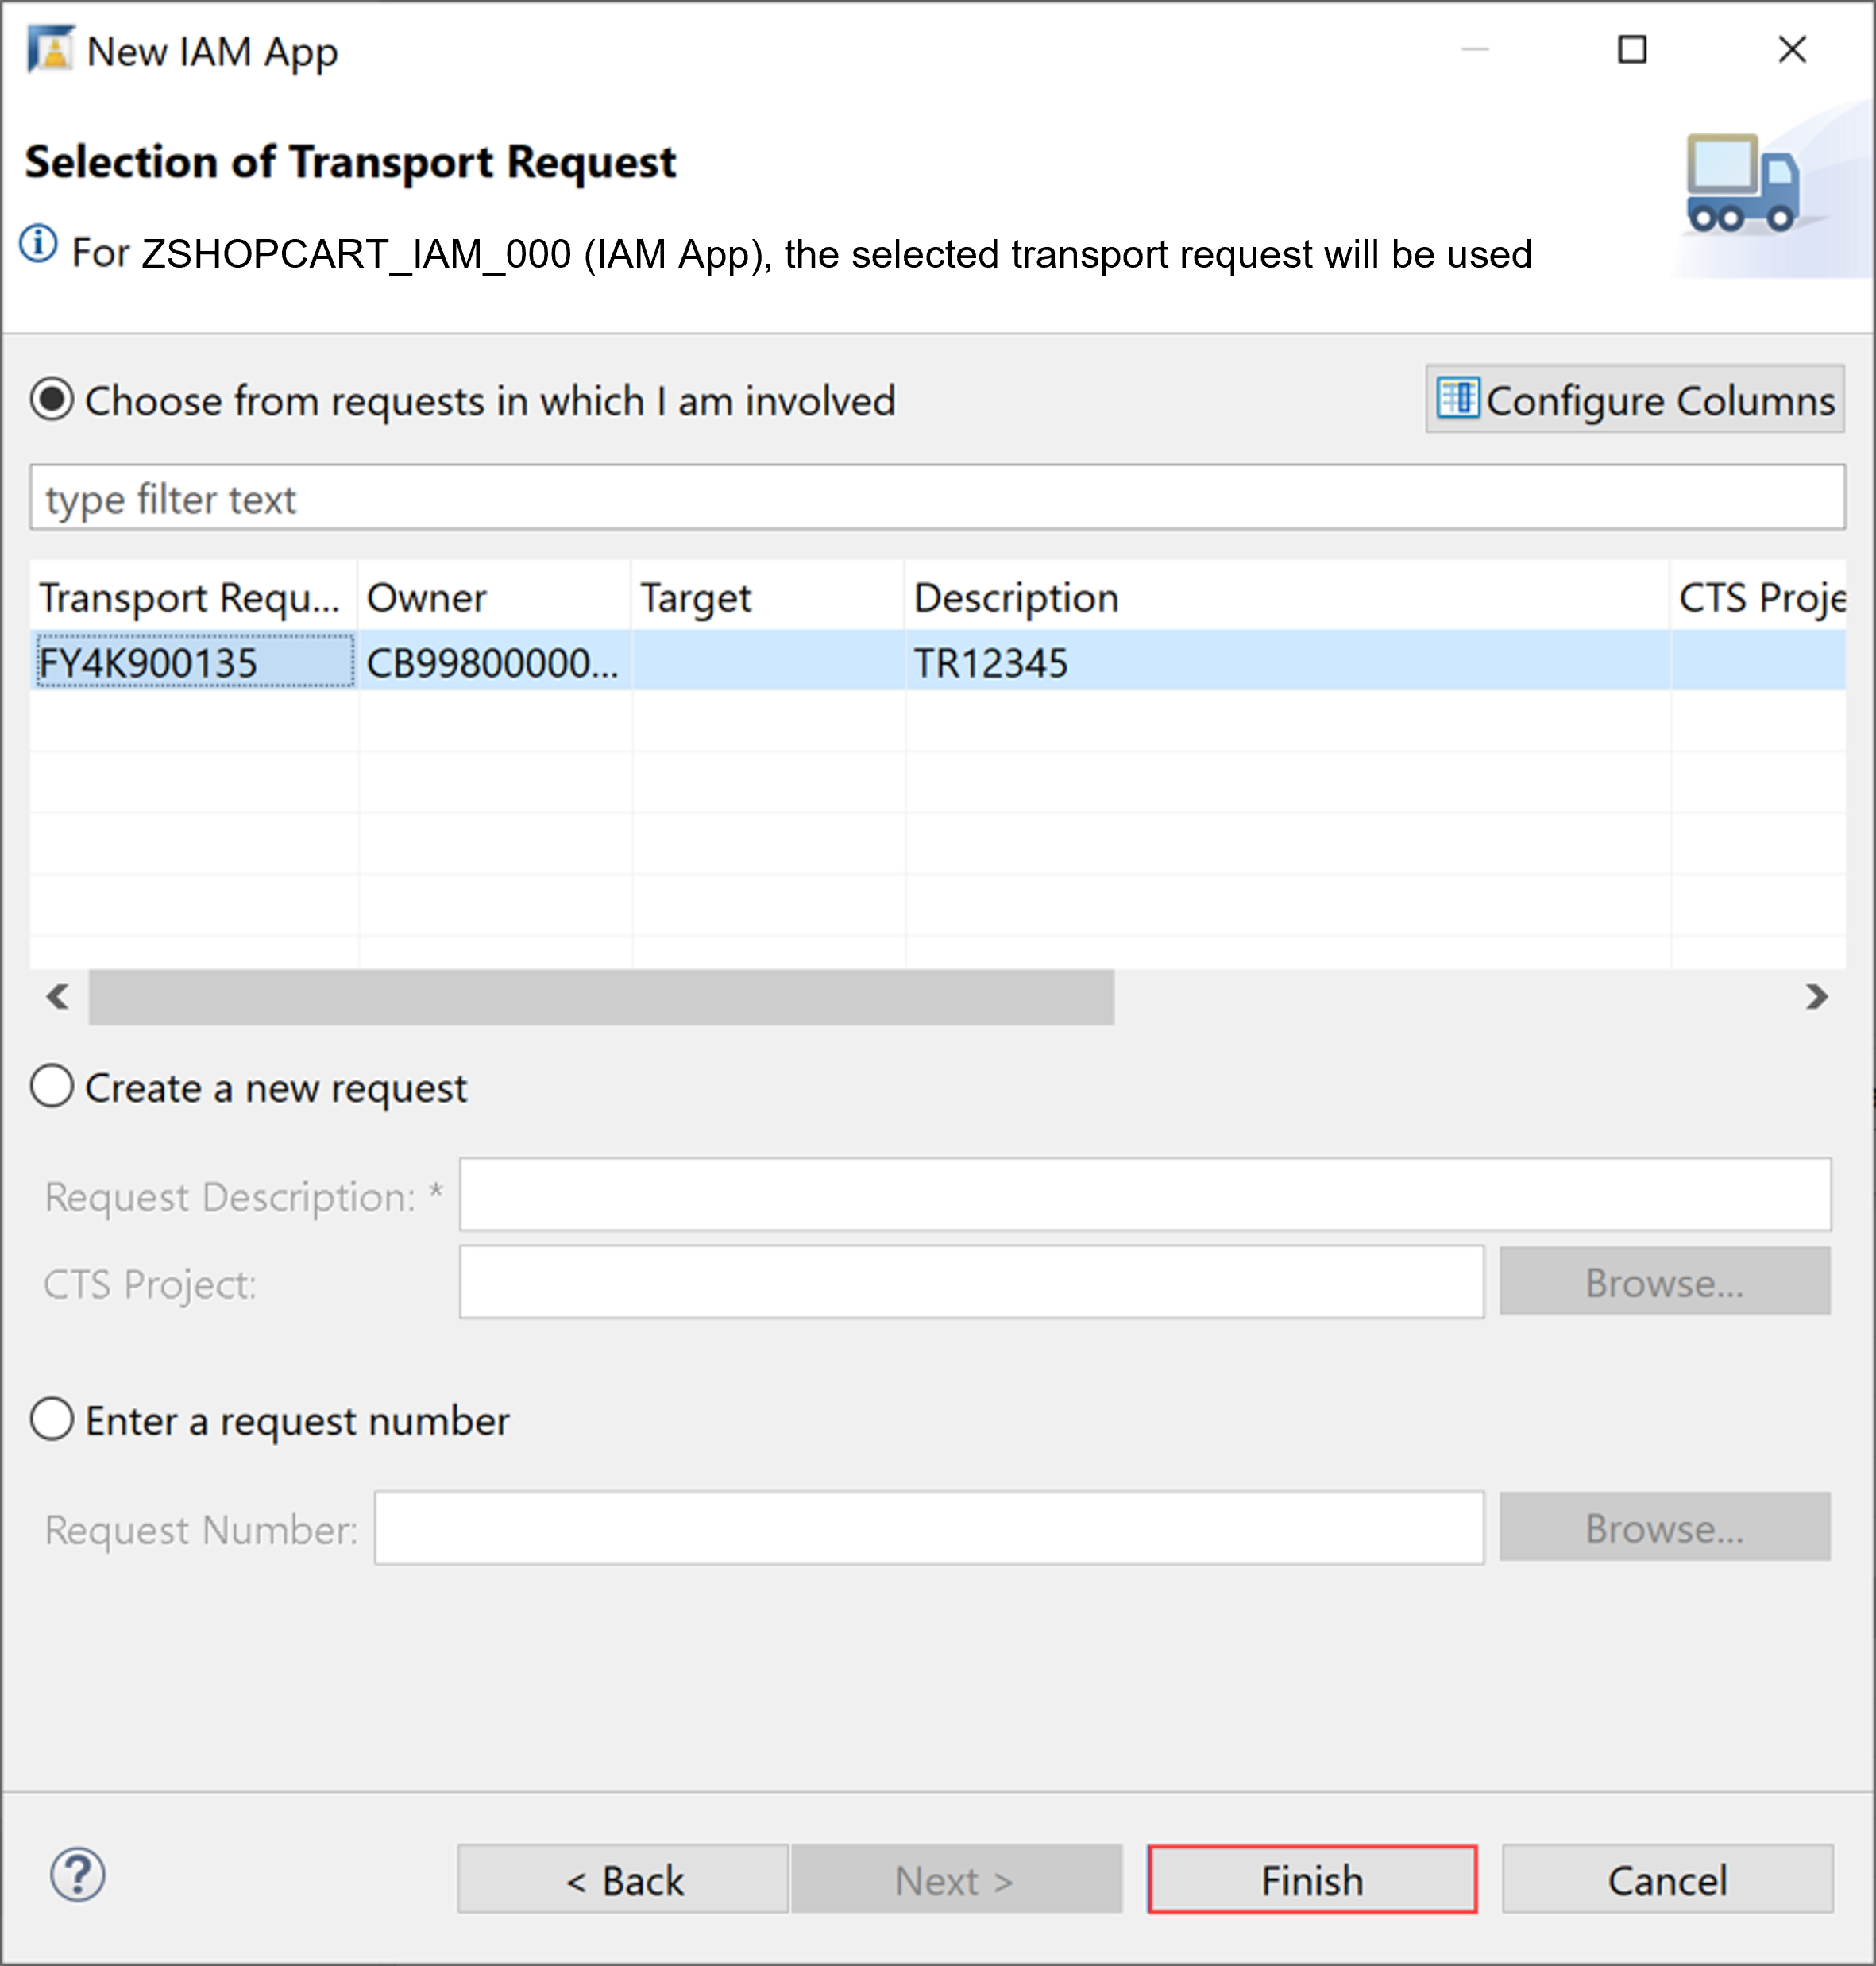 New IAM App
Selection of Transport Request
For ZSHOPCART_IAM_000 (IAM App), the selected transport request will be used
Choose from requests in which I am involved
Configure Columns
type filter text
Transport Requ... Owner Target Description CTS Proje
FY4K900135 CB99800000... TR12345
Create a new request
Request Description: *
CTS Project: Browse...
Enter a request number
Request Number: Browse...
< Back Next > Finish Cancel